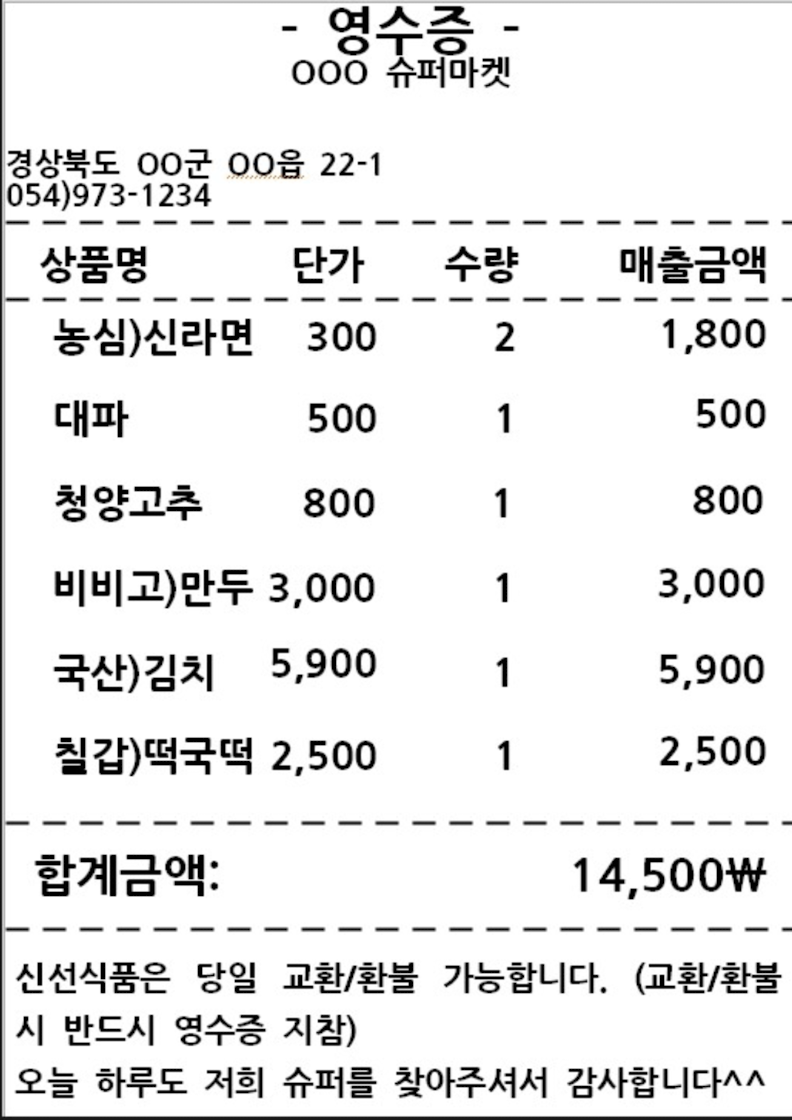 - 영수증 -
OOO 슈퍼마켓
경상북도 OO군 OO읍 22-1
054)973-1234
상품명 단가 수량 매출금액
농심)신라면 300 2 1,800
대파 500 1 500
청양고추 800 1 800
비비고)만두 3,000 1 3,000
국산)김치 5,900 1 5,900
칠갑)떡국떡 2,500 1 2,500
합계금액: 14,500₩
신선식품은 당일 교환/환불 가능합니다. (교환/환불
시 반드시 영수증 지참)
오늘 하루도 저희 슈퍼를 찾아주셔서 감사합니다^^